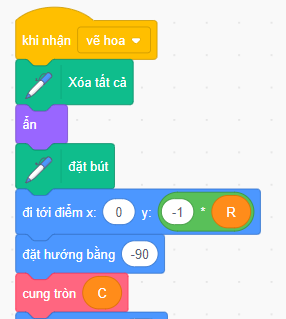 khi nhận vẽ hoa
Xóa tất cả
ẩn
đặt bút
đi tới điểm x: 0 y: -1 * R
đặt hướng bằng -90
cung tròn C